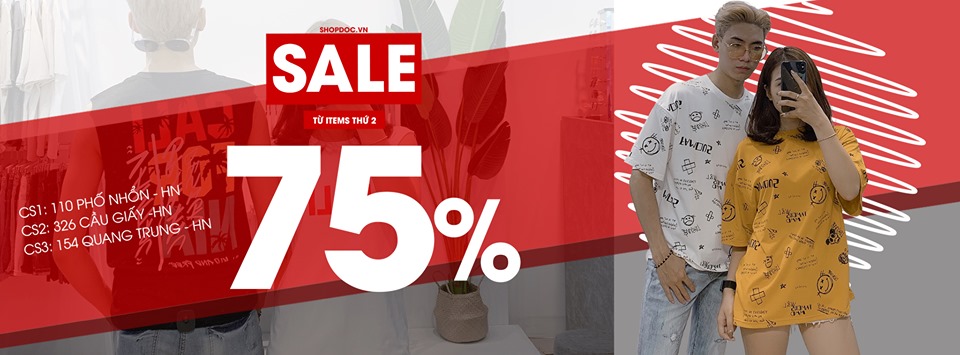 SHOPDOC.VN
SALE
TỪ ITEMS THỨ 2
75%
CS1: 110 PHỐ NHỔN - HN
CS2: 326 CẦU GIẤY -HN
CS3: 154 QUANG TRUNG - HN